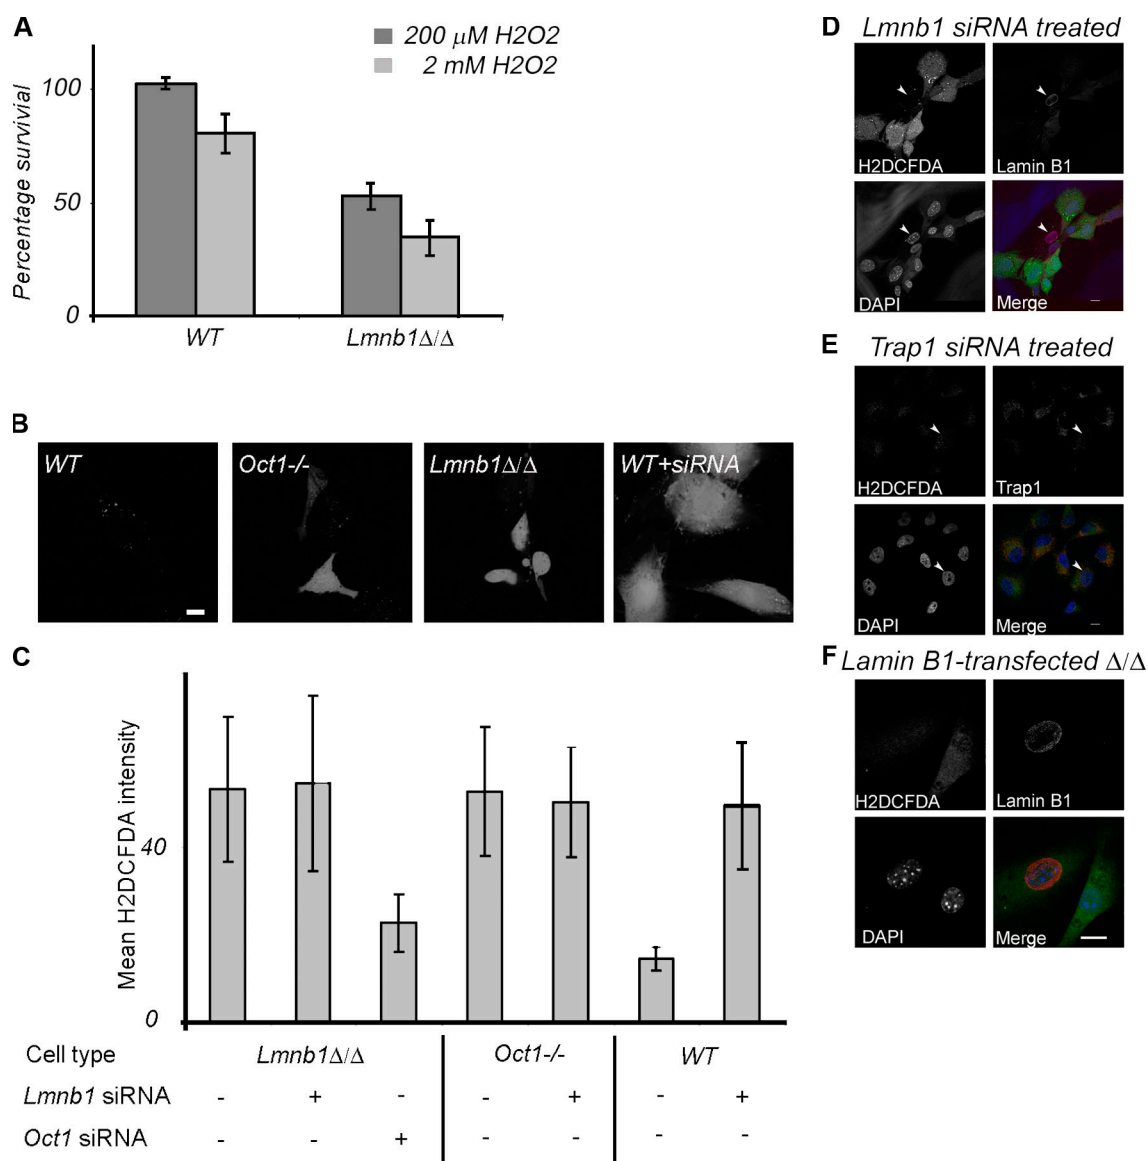 A
200 μM H2O2
2 mM H2O2
Percentage survivial
100
50
0
WT
Lmnb1Δ/Δ
B
WT
Oct1-/-
Lmnb1Δ/Δ
WT+siRNA
C
Mean H2DCFDA intensity
40
0
Cell type
Lmnb1Δ/Δ
Oct1-/-
WT
Lmnb1 siRNA
- + - - + - +
Oct1 siRNA
- - + - - - -
D
Lmnb1 siRNA treated
H2DCFDA
Lamin B1
DAPI
Merge
E
Trap1 siRNA treated
H2DCFDA
Trap1
DAPI
Merge
F
Lamin B1-transfected Δ/Δ
H2DCFDA
Lamin B1
DAPI
Merge